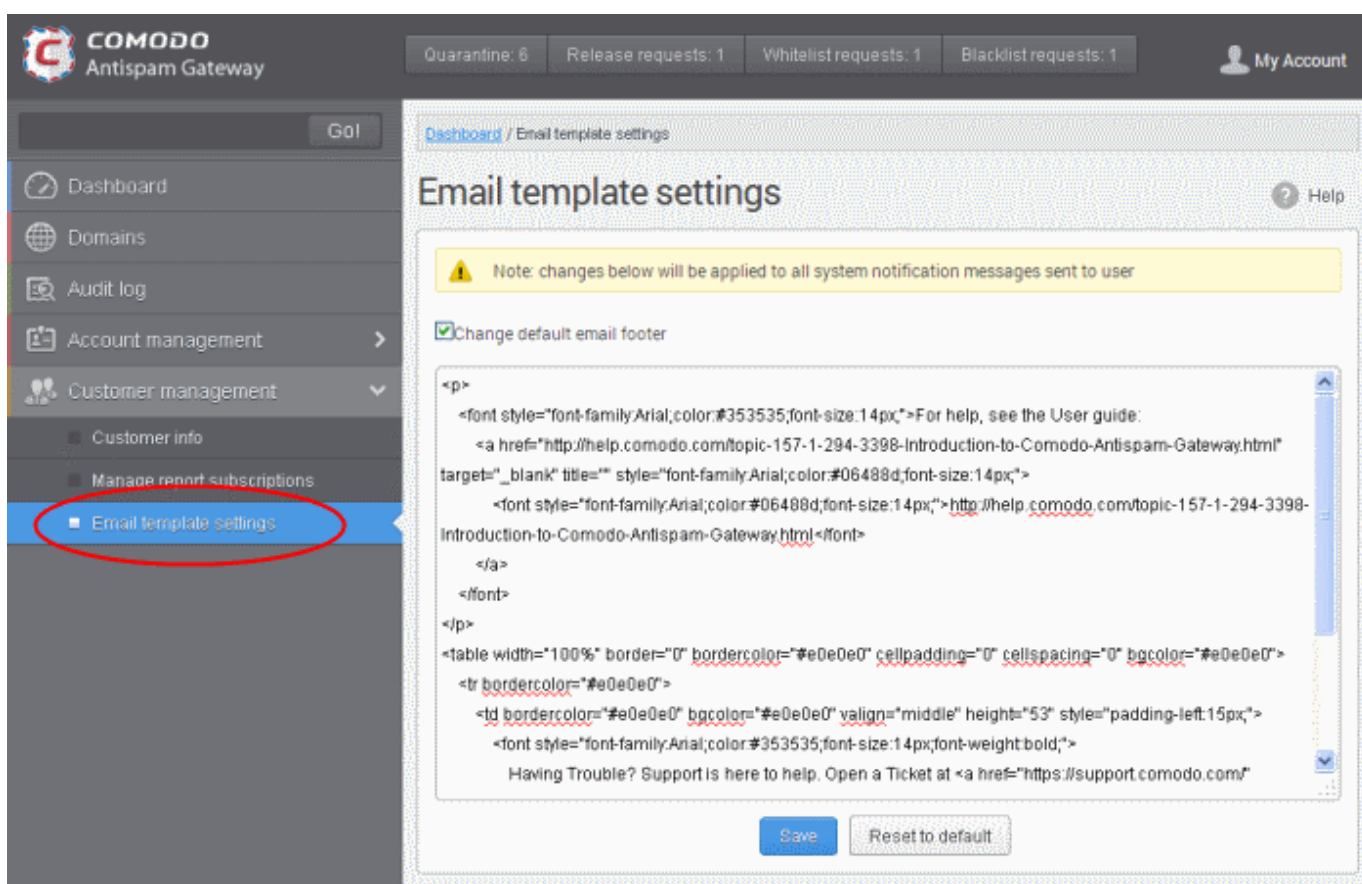 COMODO
Antispam Gateway
Quarantine: 6 Release requests: 1 Whitelist requests: 1 Blacklist requests: 1 My Account
Go!
Dashboard
Domains
Audit log
Account management
Customer management
Customer info
Manage report subscriptions
Email template settings
Dashboard / Email template settings
Email template settings
Help
Note: changes below will be applied to all system notification messages sent to user
Change default email footer
<p>
<font style="font-family:Arial;color:#353535;font-size:14px;">For help, see the User guide:
<a href="http://help.comodo.com/topic-157-1-294-3398-Introduction-to-Comodo-Antispam-Gateway.html"
target="_blank" title="" style="font-family:Arial;color:#06488d;font-size:14px;">
<font style="font-family:Arial;color:#06488d;font-size:14px;">http://help.comodo.com/topic-157-1-294-3398-
Introduction-to-Comodo-Antispam-Gateway.html</font>
</a>
</font>
</p>
<table width="100%" border="0" bordercolor="#e0e0e0" cellpadding="0" cellspacing="0" bgcolor="#e0e0e0">
<tr bordercolor="#e0e0e0">
<td bordercolor="#e0e0e0" bgcolor="#e0e0e0" valign="middle" height="53" style="padding-left:15px;">
<font style="font-family:Arial;color:#353535;font-size:14px;font-weight:bold;">
Having Trouble? Support is here to help. Open a Ticket at <a href="https://support.comodo.com/"
Save Reset to default